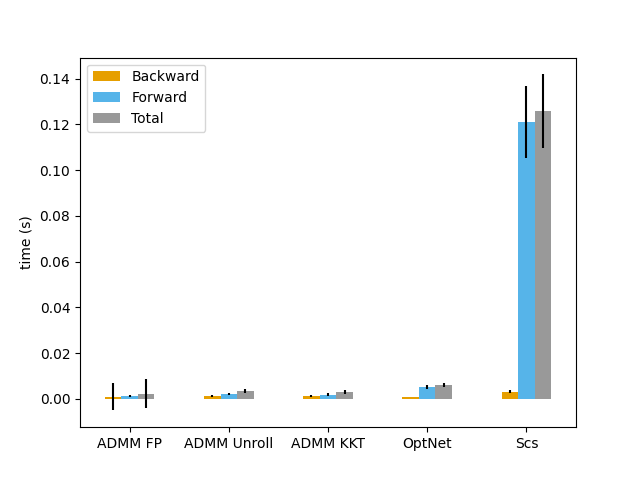 Backward
Forward
Total
0.14
0.12
0.10
0.08
0.06
0.04
0.02
0.00
time (s)
ADMM FP ADMM Unroll ADMM KKT OptNet Scs